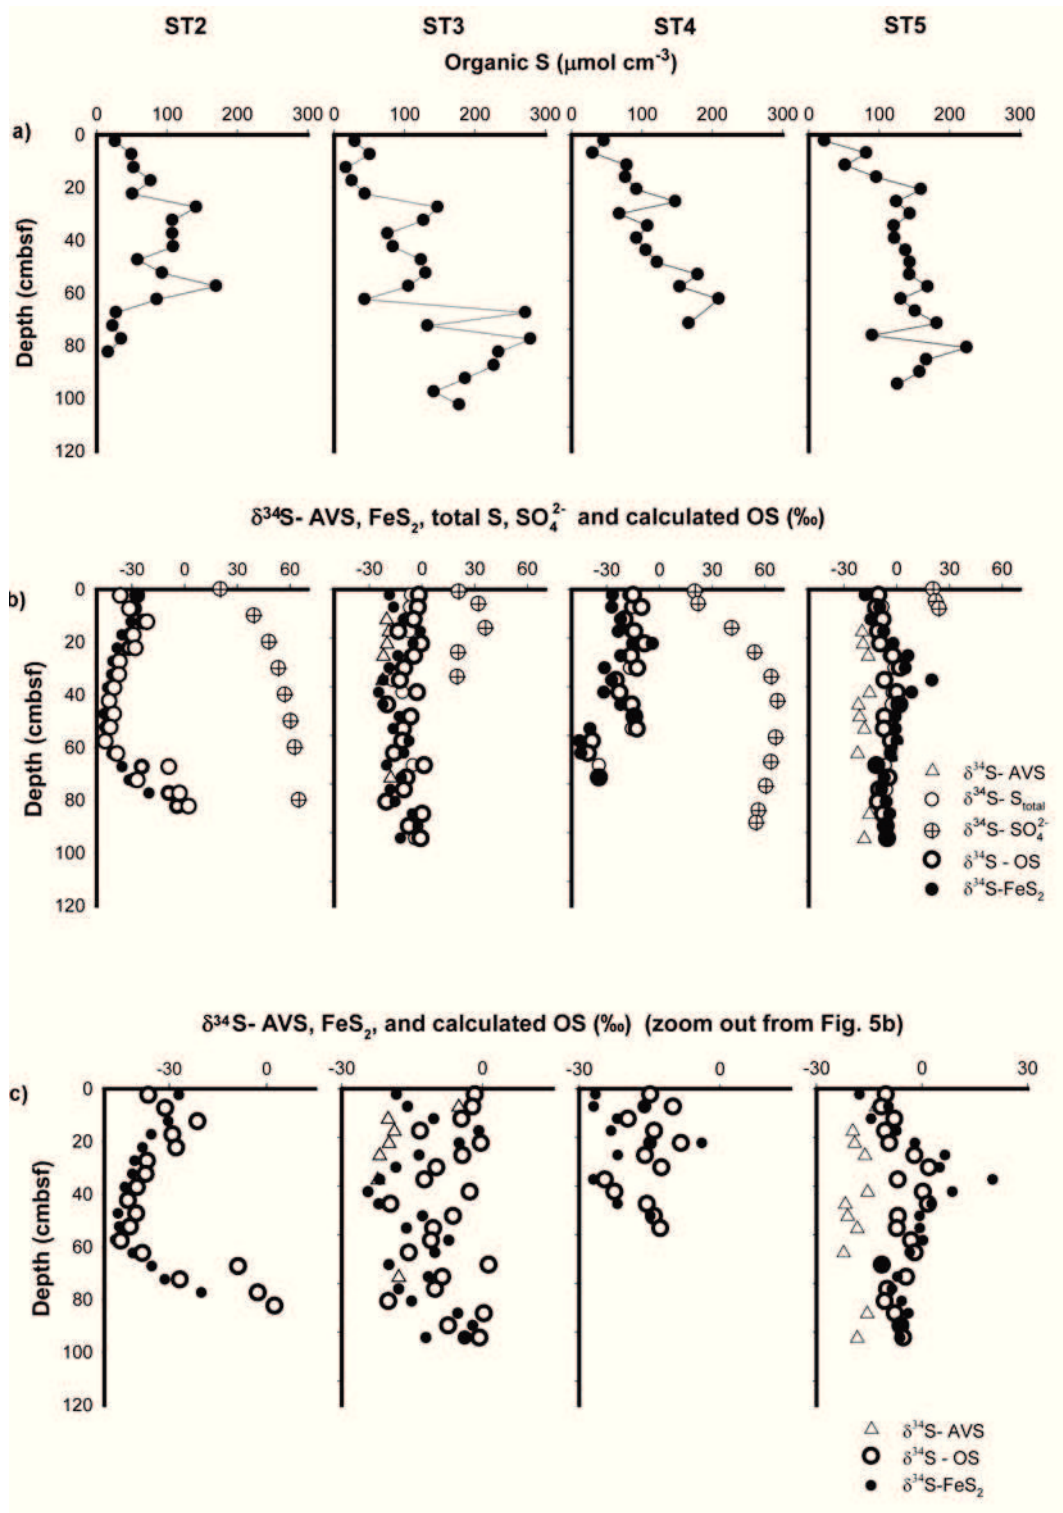 ST2 ST3 ST4 ST5
Organic S (µmol cm⁻³)
a)
0 100 200 300 0 100 200 300 0 100 200 300 0 100 200 300
0
20
40
60
80
100
120
Depth (cmbsf)
δ³⁴S- AVS, FeS₂, total S, SO₄²⁻ and calculated OS (‰)
b)
-30 0 30 60 -30 0 30 60 -30 0 30 60 -30 0 30 60
0
20
40
60
80
100
120
Depth (cmbsf)
δ³⁴S- AVS
δ³⁴S- Stotal
δ³⁴S- SO₄²⁻
δ³⁴S - OS
δ³⁴S-FeS₂
δ³⁴S- AVS, FeS₂, and calculated OS (‰) (zoom out from Fig. 5b)
c)
-30 0 -30 0 -30 0 -30 0 30
0
20
40
60
80
100
120
Depth (cmbsf)
δ³⁴S- AVS
δ³⁴S - OS
δ³⁴S-FeS₂